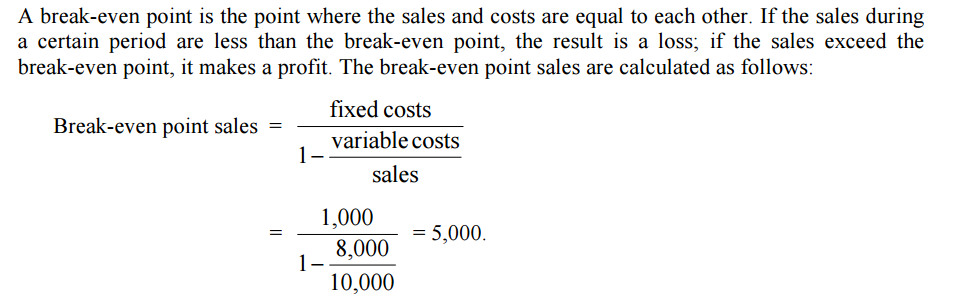 A break-even point is the point where the sales and costs are equal to each other. If the sales during
a certain period are less than the break-even point, the result is a loss; if the sales exceed the
break-even point, it makes a profit. The break-even point sales are calculated as follows:
fixed costs
Break-even point sales =
variable costs
1 –
sales
1,000
= = 5,000.
8,000
1 –
10,000